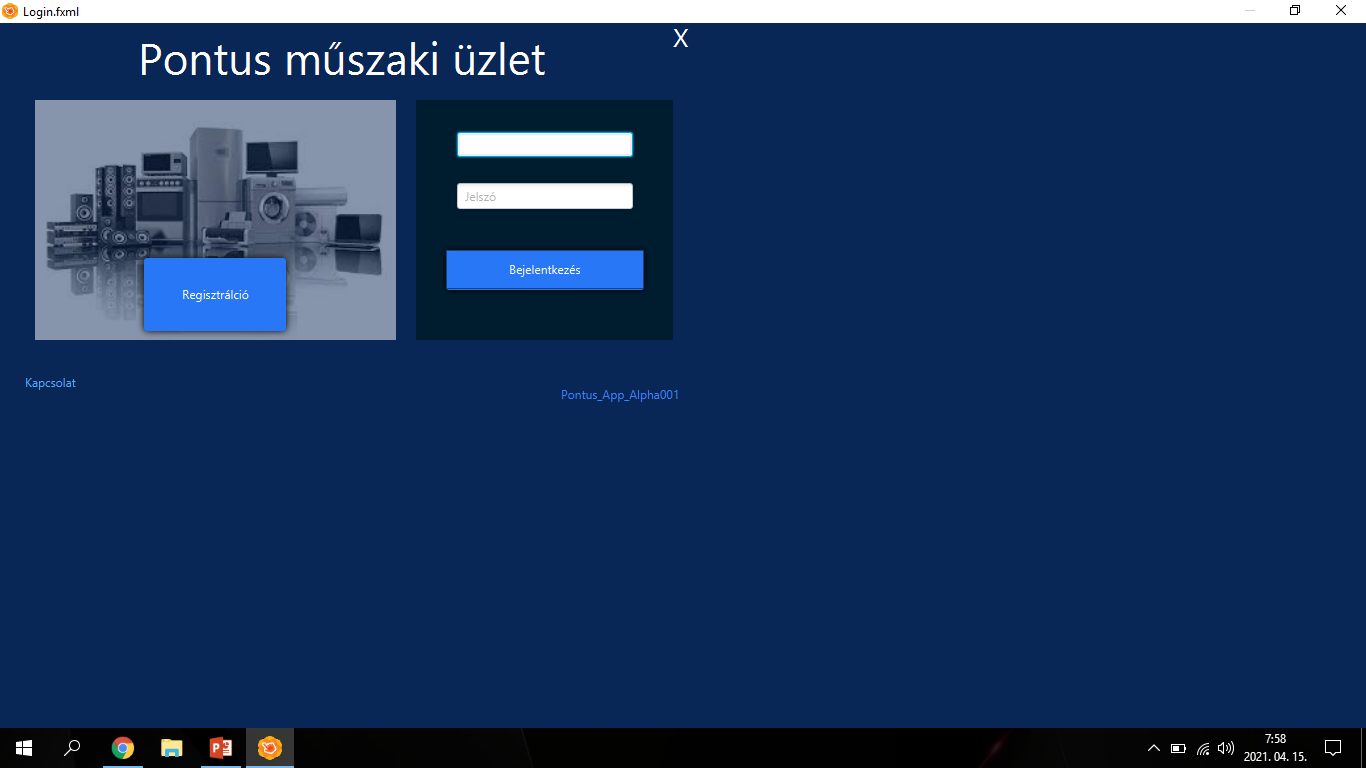 Login.fxml
Pontus műszaki üzlet
X
Jelszó
Bejelentkezés
Regisztrálció
Kapcsolat
Pontus_App_Alpha001
7:58
2021. 04. 15.